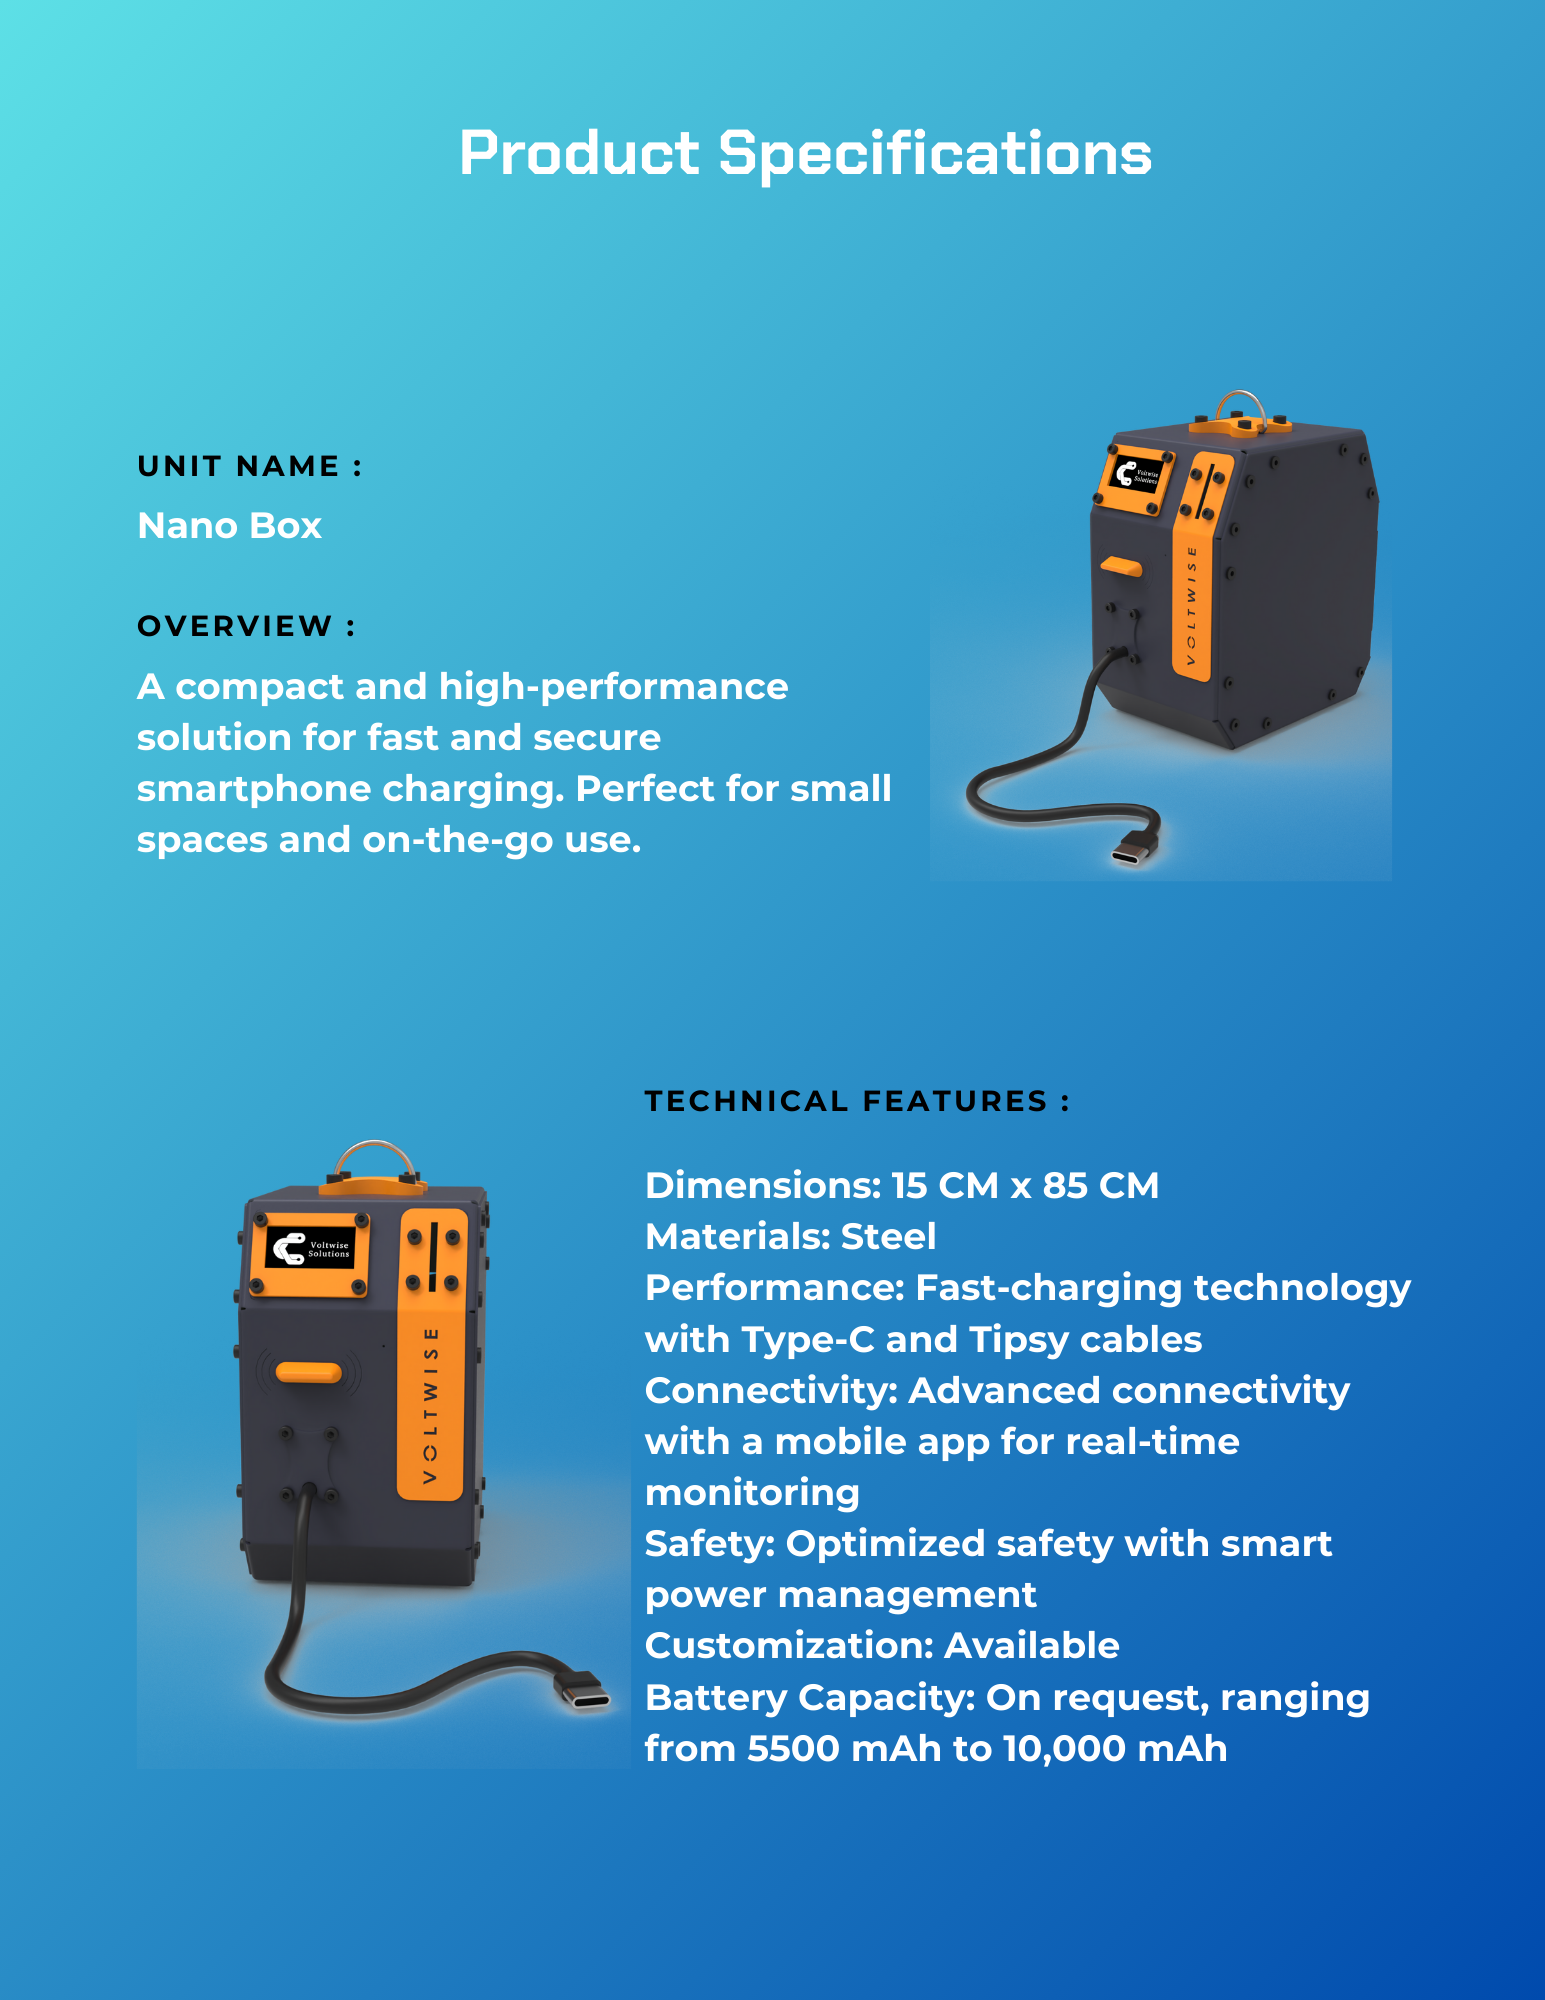 Product Specifications
UNIT NAME :
Nano Box
OVERVIEW :
A compact and high-performance
solution for fast and secure
smartphone charging. Perfect for small
spaces and on-the-go use.
Voltwise
Solutions
VOLTWISE
TECHNICAL FEATURES :
Dimensions: 15 CM x 85 CM
Materials: Steel
Performance: Fast-charging technology
with Type-C and Tipsy cables
Connectivity: Advanced connectivity
with a mobile app for real-time
monitoring
Safety: Optimized safety with smart
power management
Customization: Available
Battery Capacity: On request, ranging
from 5500 mAh to 10,000 mAh
Voltwise
Solutions
VOLTWISE